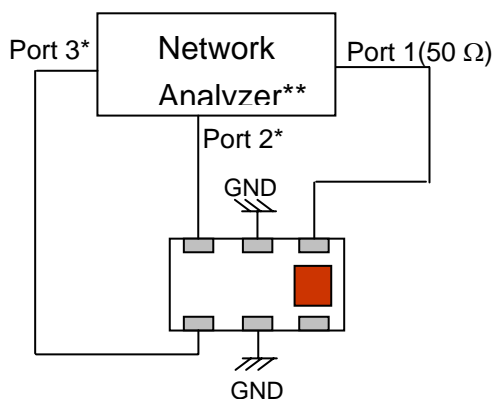 Port 3*
Network
Analyzer**
Port 1(50 Ω)
Port 2*
GND
GND